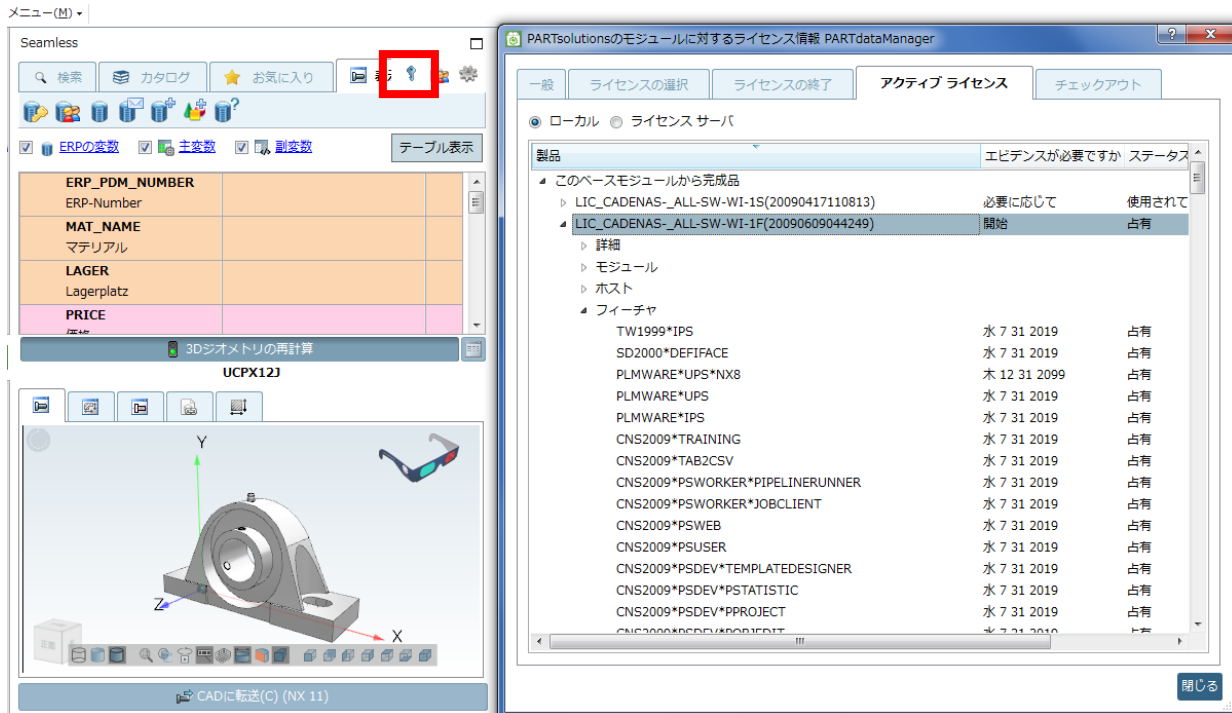 メニュー(M)
Seamless
検索
カタログ
お気に入り
ERPの変数
主変数
副変数
テーブル表示
ERP_PDM_NUMBER
ERP-Number
MAT_NAME
マテリアル
LAGER
Lagerplatz
PRICE
3Dジオメトリの再計算
UCPX12J
Y
Z
X
CADに転送(C) (NX 11)
PARTsolutionsのモジュールに対するライセンス情報 PARTdataManager
一般 ライセンスの選択 ライセンスの終了 アクティブ ライセンス チェックアウト
ローカル ライセンス サーバ
製品 エビデンスが必要ですか ステータス
このベースモジュールから完成品
LIC_CADENAS-_ALL-SW-WI-1S(20090417110813) 必要に応じて 使用されて
LIC_CADENAS-_ALL-SW-WI-1F(20090609044249) 開始 占有
詳細
モジュール
ホスト
フィーチャ
TW1999*IPS 水 7 31 2019 占有
SD2000*DEFIFACE 水 7 31 2019 占有
PLMWARE*UPS*NX8 木 12 31 2099 占有
PLMWARE*UPS 水 7 31 2019 占有
PLMWARE*IPS 水 7 31 2019 占有
CNS2009*TRAINING 水 7 31 2019 占有
CNS2009*TAB2CSV 水 7 31 2019 占有
CNS2009*PSWORKER*PIPELINERUNNER 水 7 31 2019 占有
CNS2009*PSWORKER*JOBCLIENT 水 7 31 2019 占有
CNS2009*PSWEB 水 7 31 2019 占有
CNS2009*PSUSER 水 7 31 2019 占有
CNS2009*PSDEV*TEMPLATEDESIGNER 水 7 31 2019 占有
CNS2009*PSDEV*PSTATISTIC 水 7 31 2019 占有
CNS2009*PSDEV*PPROJECT 水 7 31 2019 占有
閉じる